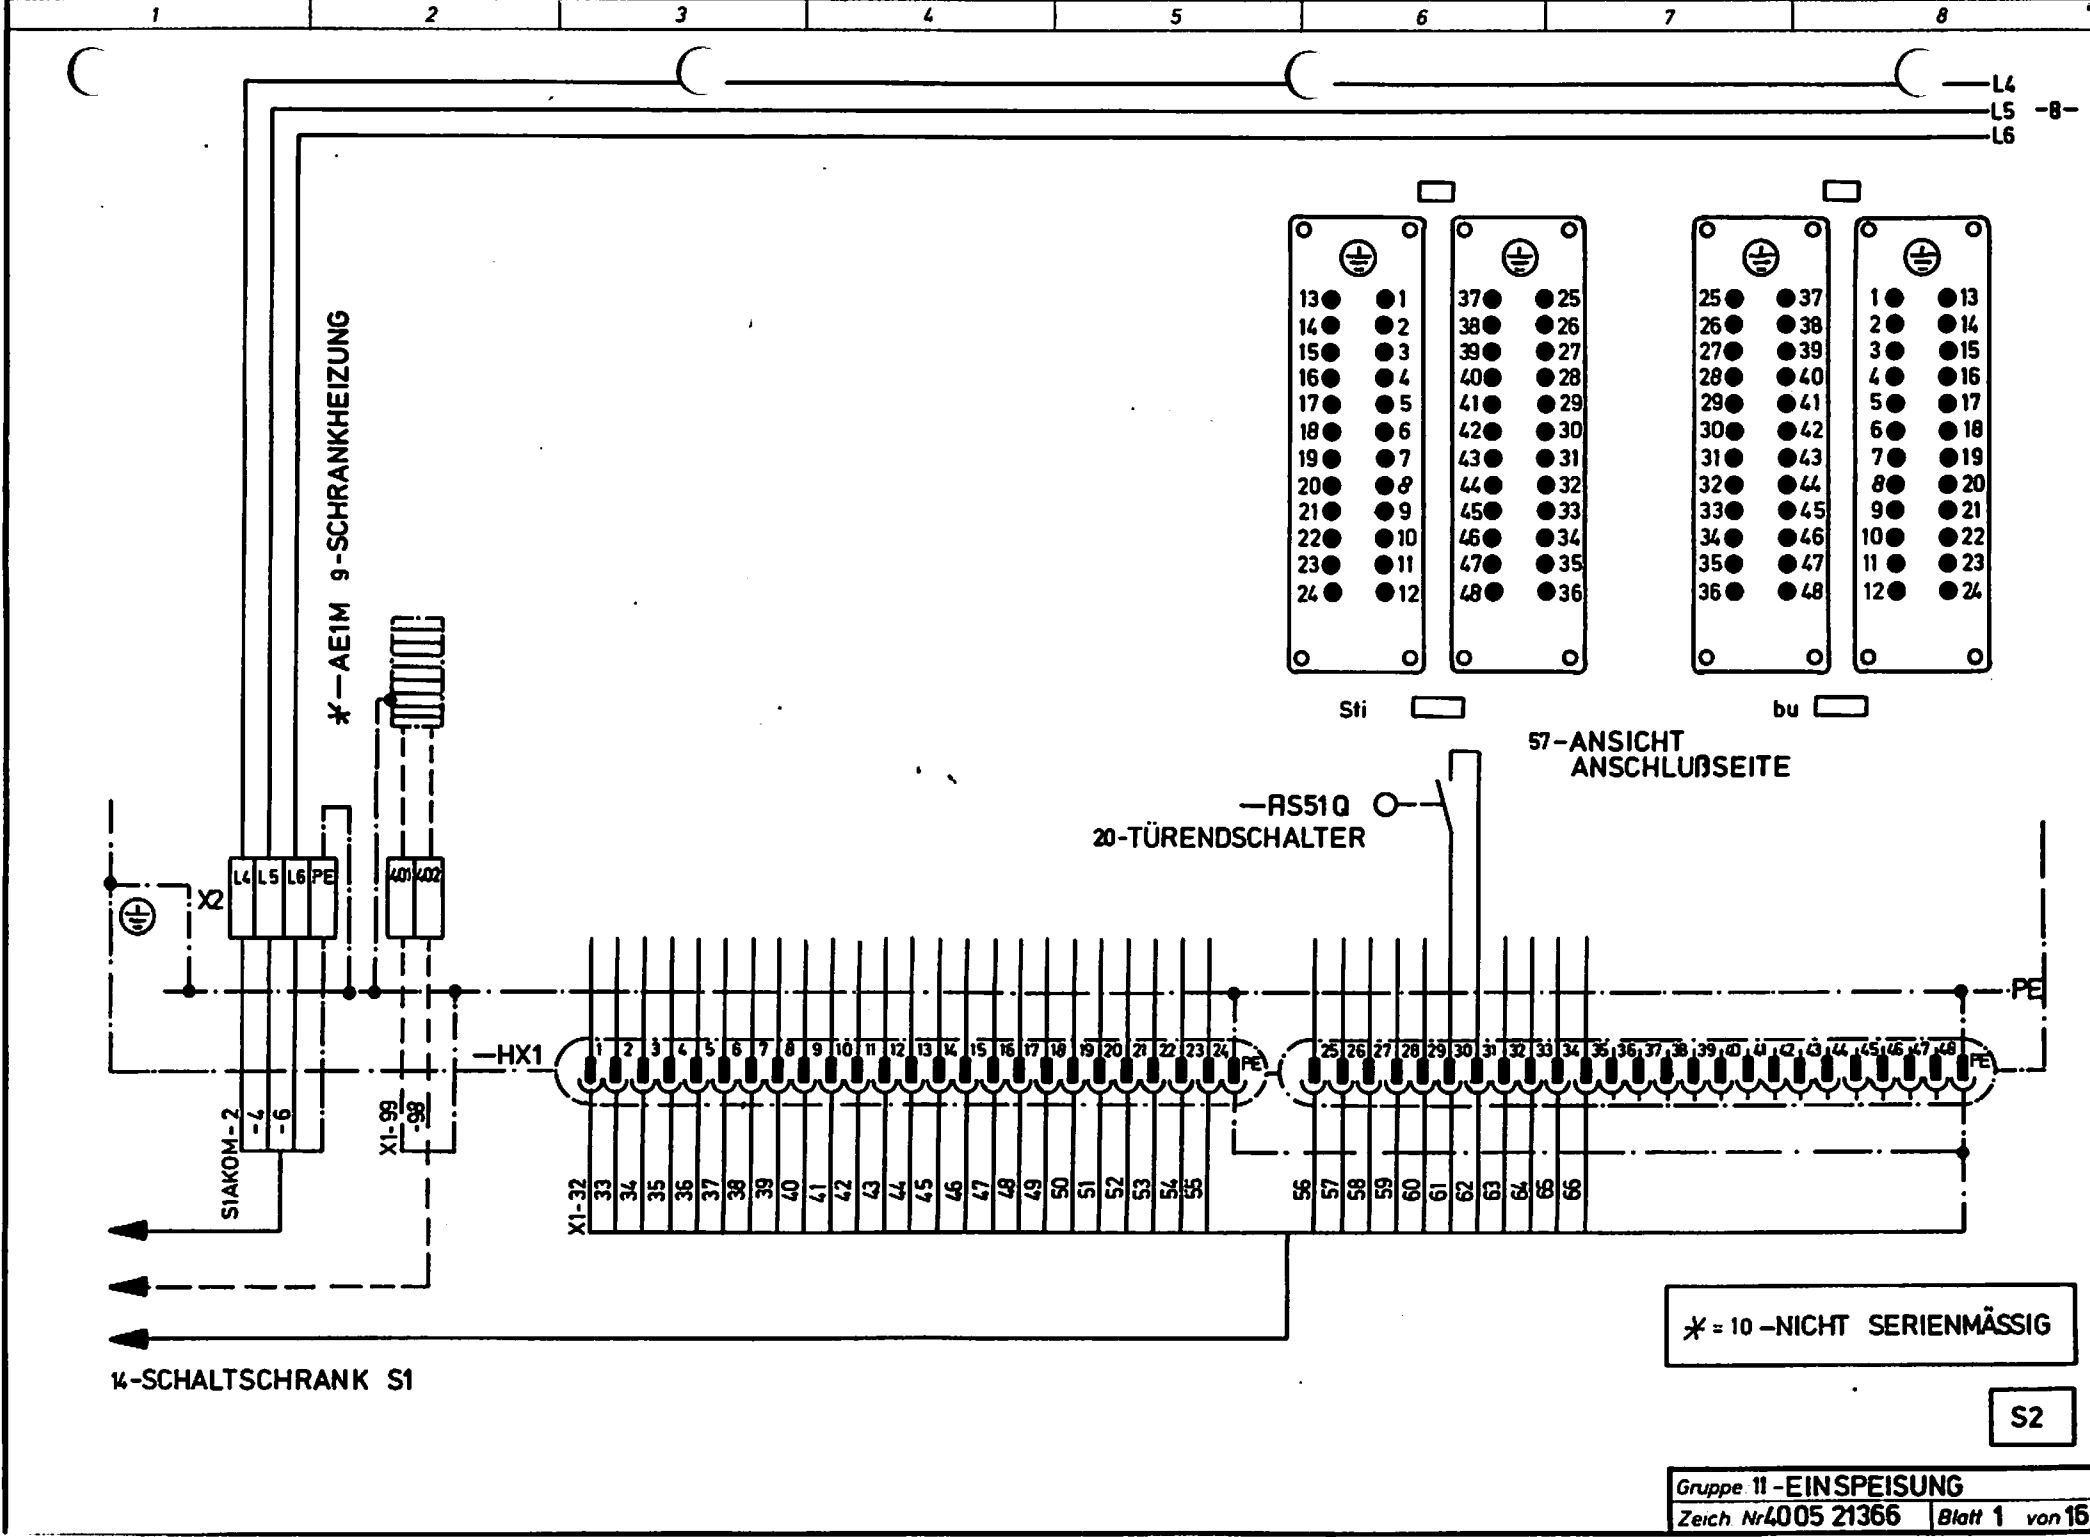 1 2 3 4 5 6 7 8
L4
L5 -8-
L6
13 1 37 25 25 37 1 13
14 2 38 26 26 38 2 14
15 3 39 27 27 39 3 15
16 4 40 28 28 40 4 16
17 5 41 29 29 41 5 17
18 6 42 30 30 42 6 18
19 7 43 31 31 43 7 19
20 8 44 32 32 44 8 20
21 9 45 33 33 45 9 21
22 10 46 34 34 46 10 22
23 11 47 35 35 47 11 23
24 12 48 36 36 48 12 24
Sti bu
57-ANSICHT
ANSCHLUßSEITE
*—AE1M 9-SCHRANKHEIZUNG
—RS51Q
20-TÜRENDSCHALTER
X2 L4 L5 L6 PE 401 402
PE
—HX1 1 2 3 4 5 6 7 8 9 10 11 12 13 14 15 16 17 18 19 20 21 22 23 24 PE 25 26 27 28 29 30 31 32 33 34 35 36 37 38 39 40 41 42 43 44 45 46 47 48 PE
S1AKOM-2
-4
-6
X1-99
-98
X1-32 33 34 35 36 37 38 39 40 41 42 43 44 45 46 47 48 49 50 51 52 53 54 55 56 57 58 59 60 61 62 63 64 65 66
14-SCHALTSCHRANK S1
* = 10 -NICHT SERIENMÄSSIG
S2
Gruppe 11 -EINSPEISUNG
Zeich Nr 4005 21366 Blatt 1 von 16